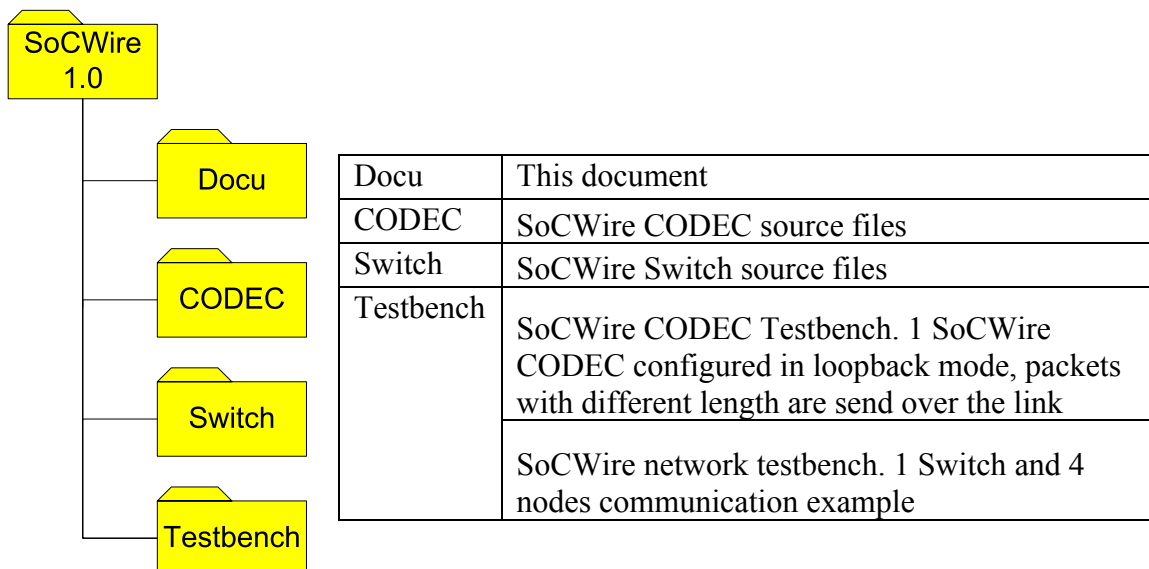 SoCWire
1.0
Docu
CODEC
Switch
Testbench
Docu This document
CODEC SoCWire CODEC source files
Switch SoCWire Switch source files
Testbench SoCWire CODEC Testbench. 1 SoCWire
CODEC configured in loopback mode, packets
with different length are send over the link
SoCWire network testbench. 1 Switch and 4
nodes communication example